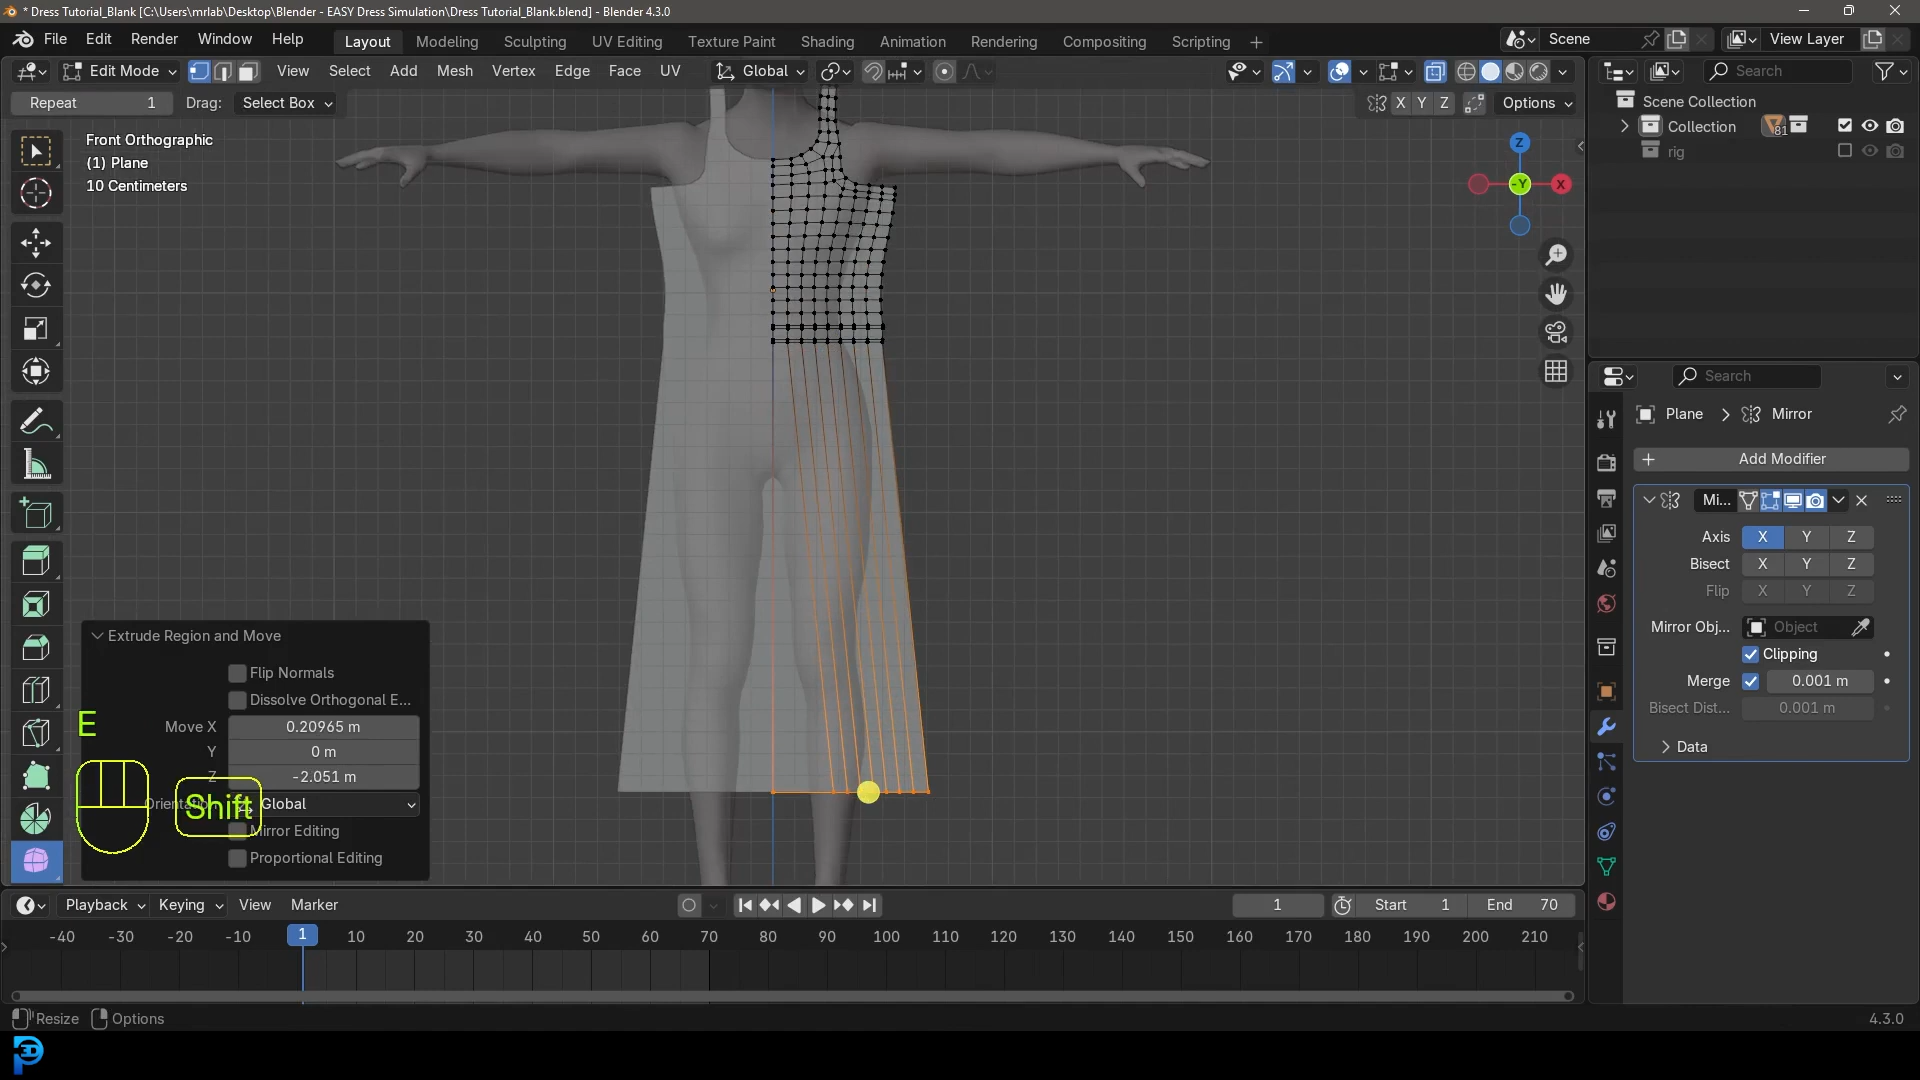 * Dress Tutorial_Blank [C:\Users\mrlab\Desktop\Blender - EASY Dress Simulation\Dress Tutorial_Blank.blend] - Blender 4.3.0
File Edit Render Window Help Layout Modeling Sculpting UV Editing Texture Paint Shading Animation Rendering Compositing Scripting Scene View Layer
Edit Mode View Select Add Mesh Vertex Edge Face UV Global Search
Repeat 1 Drag: Select Box X Y Z Options Scene Collection
Collection 81
rig
Front Orthographic
(1) Plane
10 Centimeters
Z
-Y X
Search
Plane Mirror
Add Modifier
Mi...
Axis X Y Z
Bisect X Y Z
Flip X Y Z
Mirror Obj... Object
Clipping
Merge 0.001 m
Bisect Dist... 0.001 m
Data
Extrude Region and Move
Flip Normals
Dissolve Orthogonal E...
Move X 0.20965 m
Y 0 m
Z -2.051 m
Global
Mirror Editing
Proportional Editing
E
Shift
Playback Keying View Marker 1 Start 1 End 70
-40 -30 -20 -10 1 10 20 30 40 50 60 70 80 90 100 110 120 130 140 150 160 170 180 190 200 210
Resize Options 4.3.0